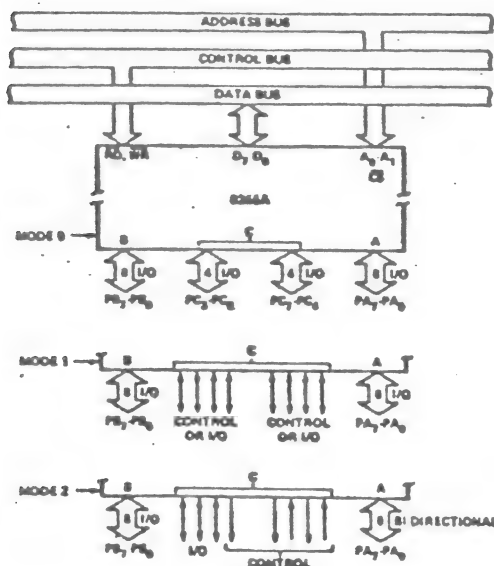 ADDRESS BUS
CONTROL BUS
DATA BUS
RD, WR
D7-D0
A0-A1
CS
MODE 0
B
C
A
8 I/O
4 I/O
4 I/O
8 I/O
PB7-PB0
PC3-PC0
PC7-PC4
PA7-PA0
MODE 1
B
C
A
8 I/O
8 I/O
PB7-PB0
CONTROL
OR I/O
CONTROL
OR I/O
PA7-PA0
MODE 2
B
C
A
8 I/O
8 BI DIRECTIONAL
PB7-PB0
I/O
CONTROL
PA7-PA0